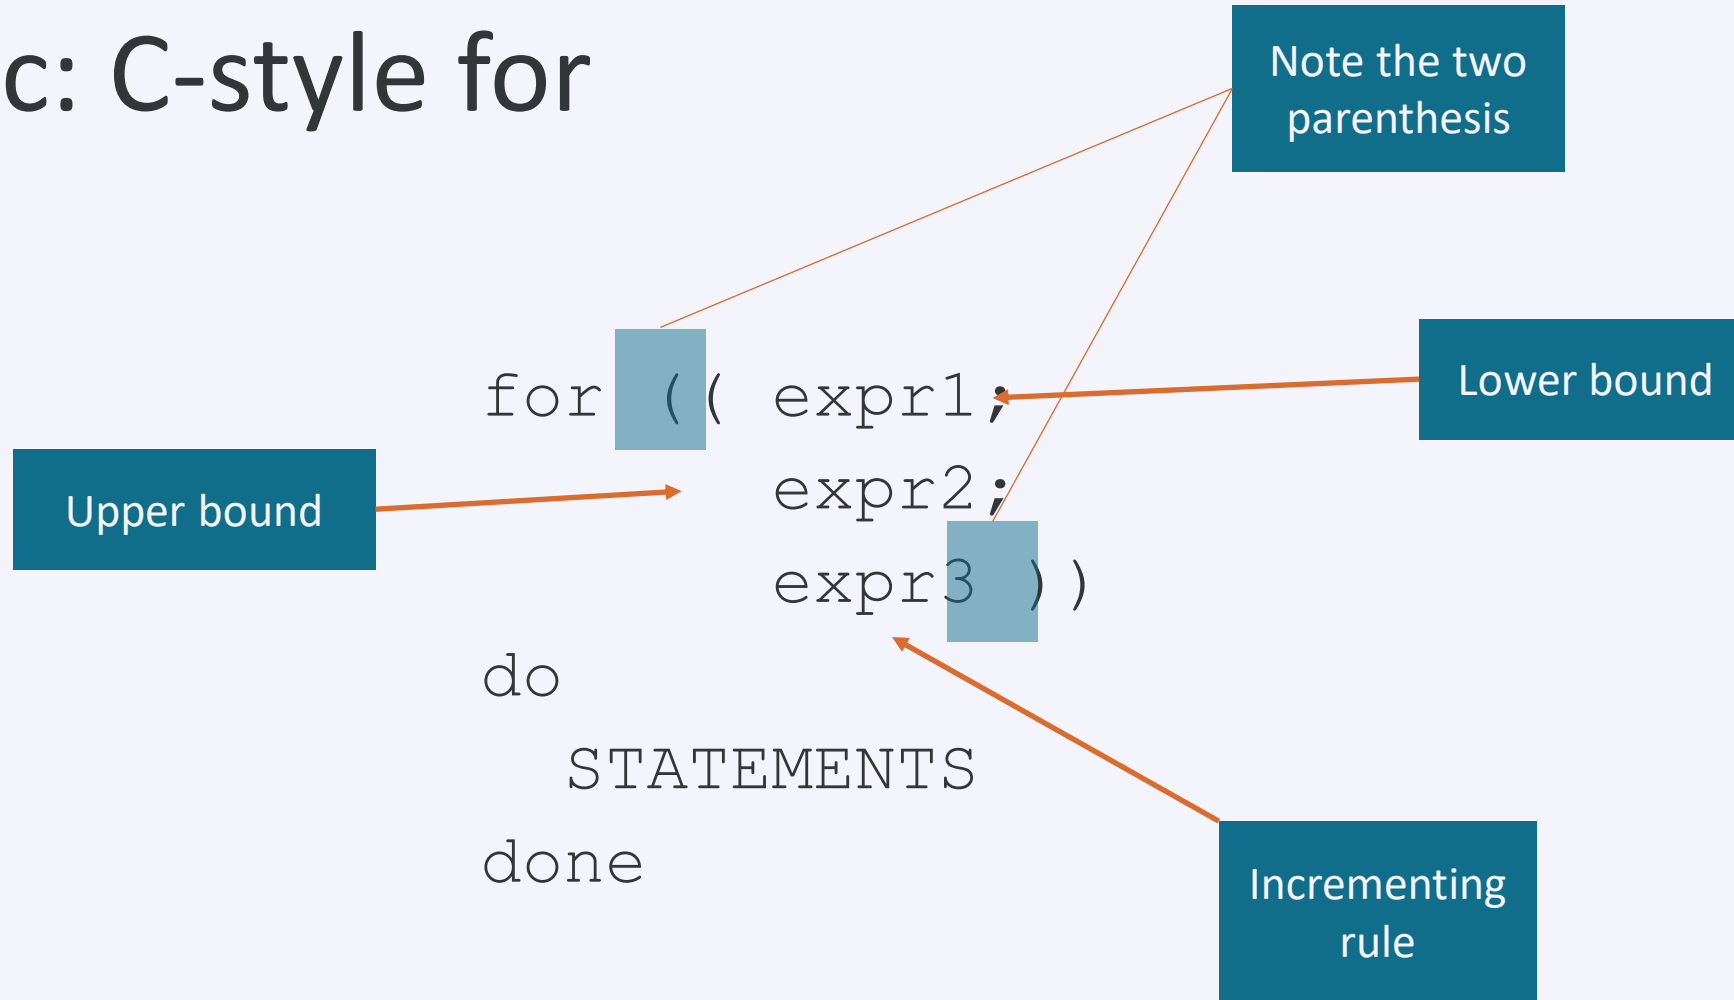 c: C-style for
Note the two
parenthesis
for (( expr1;
Lower bound
Upper bound
expr2;
expr3 ))
do
STATEMENTS
done
Incrementing
rule